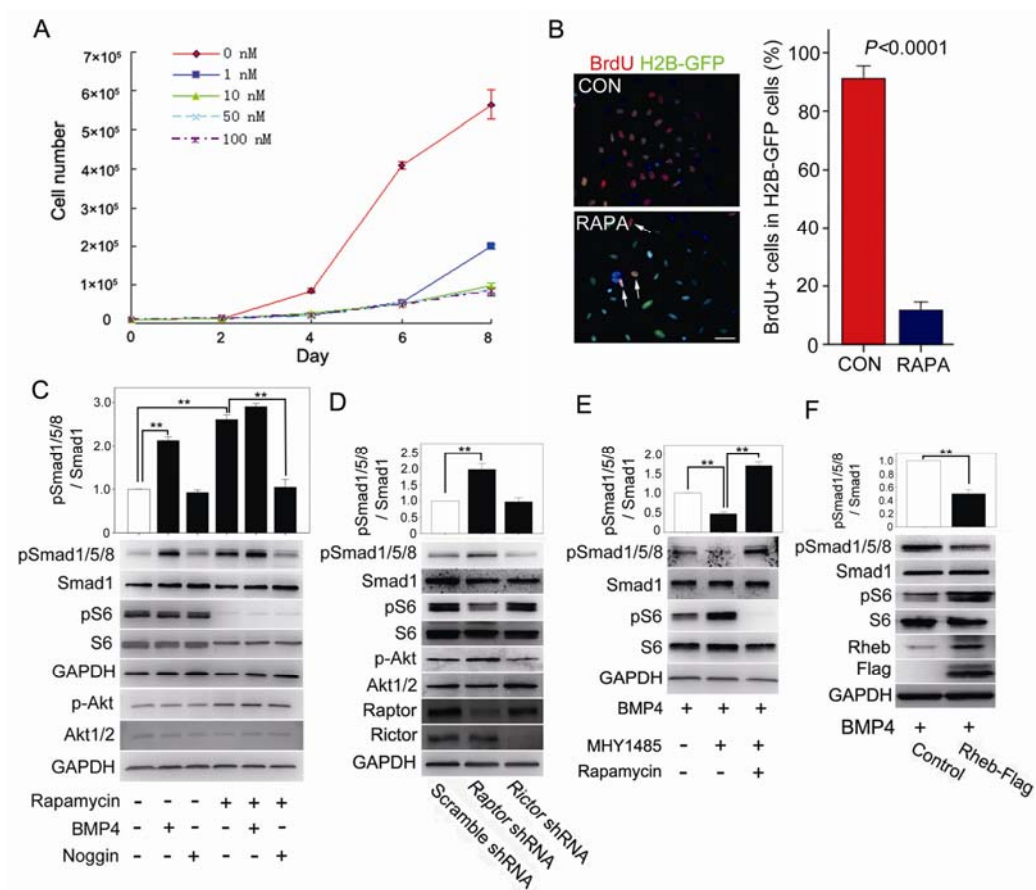 A
7×10⁵
6×10⁵
5×10⁵
4×10⁵
3×10⁵
2×10⁵
1×10⁵
0
Cell number
0 nM
1 nM
10 nM
50 nM
100 nM
0 2 4 6 8
Day
B
BrdU H2B-GFP
CON
RAPA
BrdU+ cells in H2B-GFP cells (%)
100
80
60
40
20
0
P<0.0001
CON RAPA
C
pSmad1/5/8
/ Smad1
3.0
2.0
1.0
** ** **
pSmad1/5/8
Smad1
pS6
S6
GAPDH
p-Akt
Akt1/2
GAPDH
Rapamycin - - - + + +
BMP4 - + - - + -
Noggin - - + - - +
D
pSmad1/5/8
/ Smad1
2.5
2.0
1.5
1.0
0
**
pSmad1/5/8
Smad1
pS6
S6
p-Akt
Akt1/2
Raptor
Rictor
GAPDH
Scramble shRNA
Raptor shRNA
Rictor shRNA
E
pSmad1/5/8
/ Smad1
2.0
1.5
1.0
0.5
0
** **
pSmad1/5/8
Smad1
pS6
S6
GAPDH
BMP4 + + +
MHY1485 - + +
Rapamycin - - +
F
pSmad1/5/8
/ Smad1
1.0
0.8
0.6
0.4
0.2
0
**
pSmad1/5/8
Smad1
pS6
S6
Rheb
Flag
GAPDH
BMP4 + +
Control
Rheb-Flag